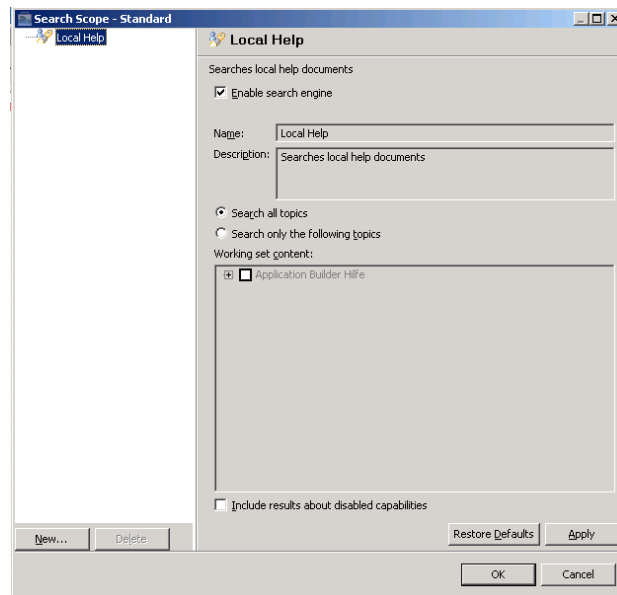 Search Scope - Standard
Local Help
Local Help
Searches local help documents
Enable search engine
Name:
Local Help
Description:
Searches local help documents
Search all topics
Search only the following topics
Working set content:
Application Builder Hilfe
Include results about disabled capabilities
New...
Delete
Restore Defaults
Apply
OK
Cancel